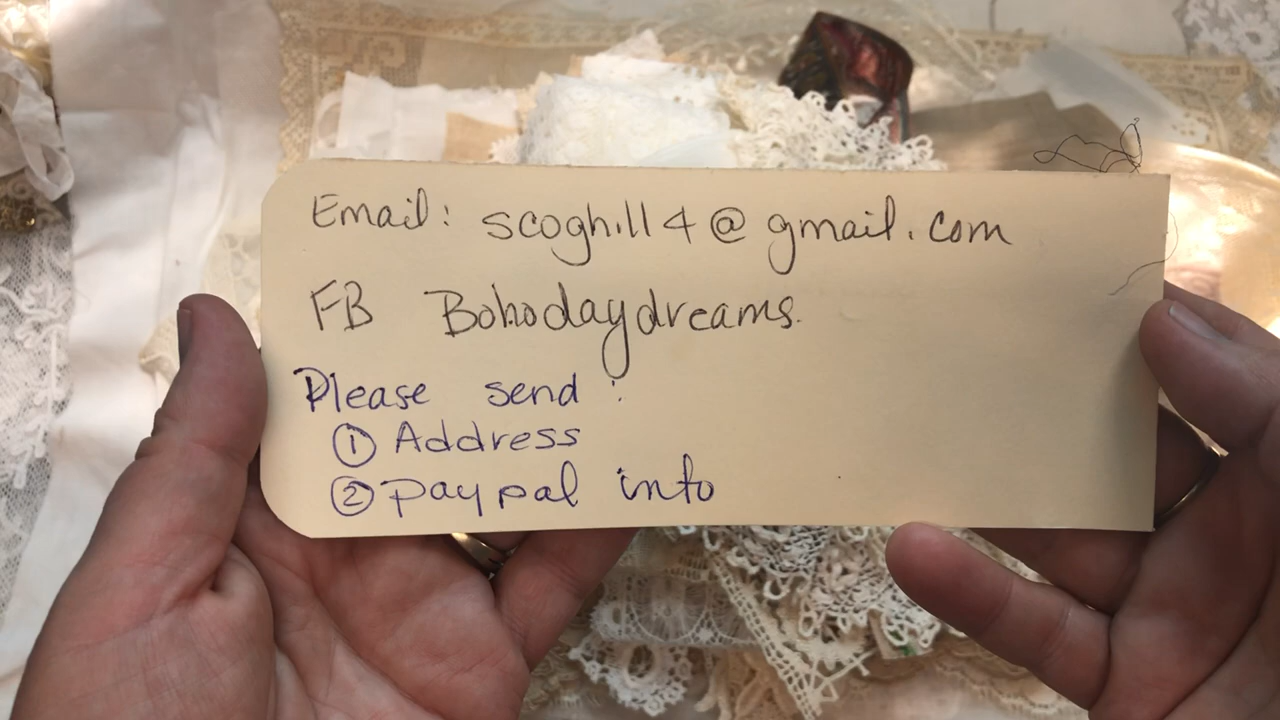 Email: scoghill4@gmail.com
FB Bohodaydreams.
Please send:
① Address
② paypal info